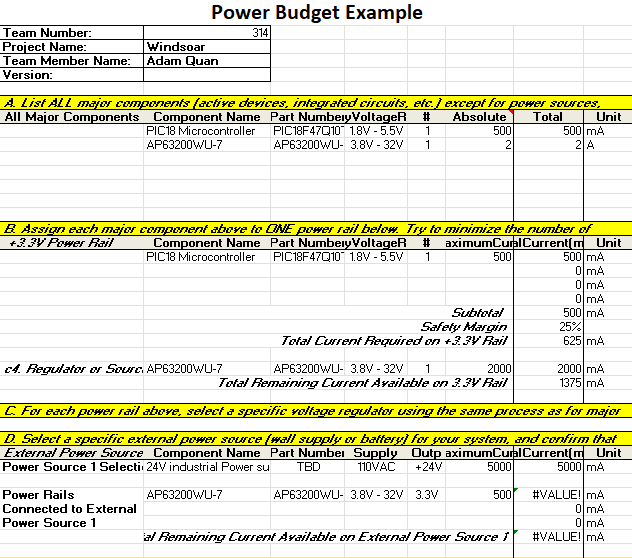 Power Budget Example
Team Number: 314
Project Name: Windsoar
Team Member Name: Adam Quan
Version:
A. List ALL major components (active devices, integrated circuits, etc.) except for power sources,
All Major Components Component Name Part Number VoltageR # Absolute Total Unit
PIC18 Microcontroller PIC18F47Q10 1.8V - 5.5V 1 500 500 mA
AP63200WU-7 AP63200WU- 3.8V - 32V 1 2 2 A
B. Assign each major component above to ONE power rail below. Try to minimize the number of
+3.3V Power Rail Component Name Part Number VoltageR # aximumCu alCurrent(m Unit
PIC18 Microcontroller PIC18F47Q10 1.8V - 5.5V 1 500 500 mA
0 mA
0 mA
0 mA
Subtotal 500 mA
Safety Margin 25%
Total Current Required on +3.3V Rail 625 mA
c4. Regulator or Sourc AP63200WU-7 AP63200WU- 3.8V - 32V 1 2000 2000 mA
Total Remaining Current Available on 3.3V Rail 1375 mA
C. For each power rail above, select a specific voltage regulator using the same process as for major
D. Select a specific external power source (wall supply or battery) for your system, and confirm that
External Power Source Component Name Part Number Supply Outp aximumCu alCurrent(m Unit
Power Source 1 Selecti 24V industrial Power su TBD 110VAC +24V 5000 5000 mA
Power Rails AP63200WU-7 AP63200WU- 3.8V - 32V 3.3V 500 #VALUE! mA
Connected to External 0 mA
Power Source 1 0 mA
al Remaining Current Available on External Power Source 1 #VALUE! mA